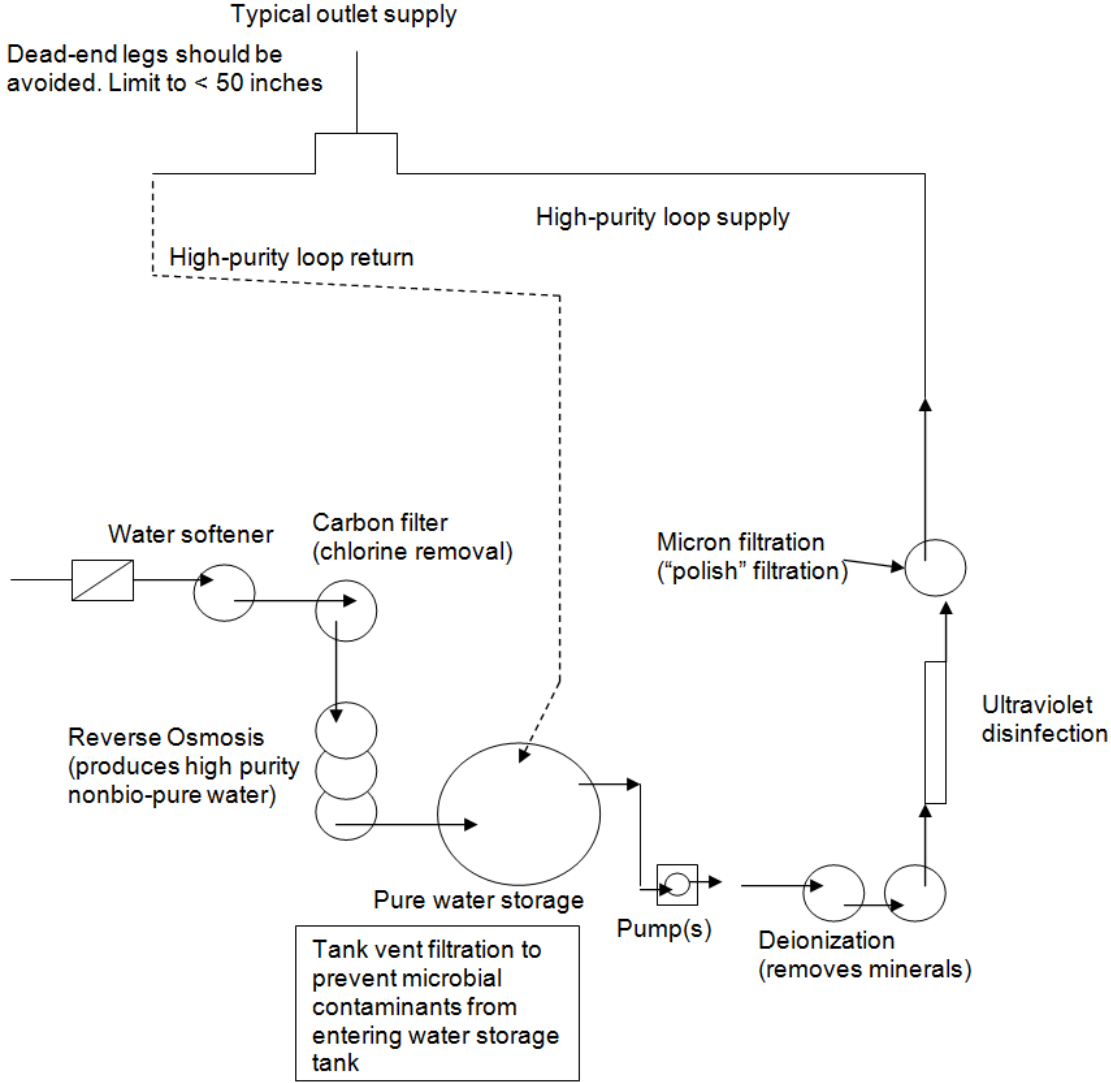 Typical outlet supply
Dead-end legs should be
avoided. Limit to < 50 inches
High-purity loop supply
High-purity loop return
Water softener
Carbon filter
(chlorine removal)
Micron filtration
("polish" filtration)
Reverse Osmosis
(produces high purity
nonbio-pure water)
Ultraviolet
disinfection
Pure water storage
Pump(s)
Deionization
(removes minerals)
Tank vent filtration to
prevent microbial
contaminants from
entering water storage
tank